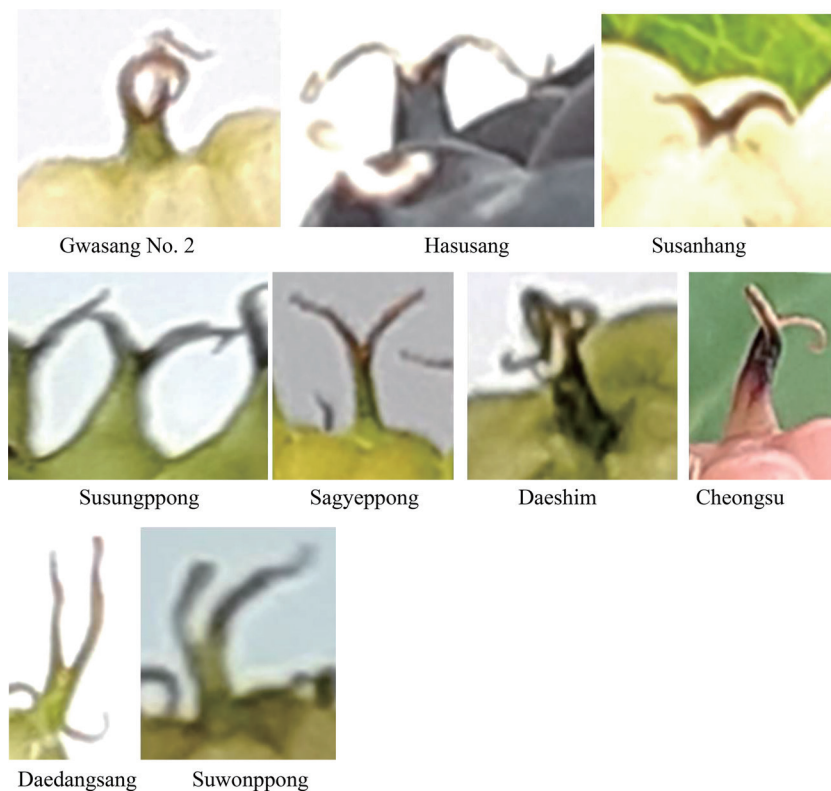 Gwasang No. 2 Hasusang Susanhang
Susungppong Sagyeppong Daeshim Cheongsu
Daedangsang Suwonppong